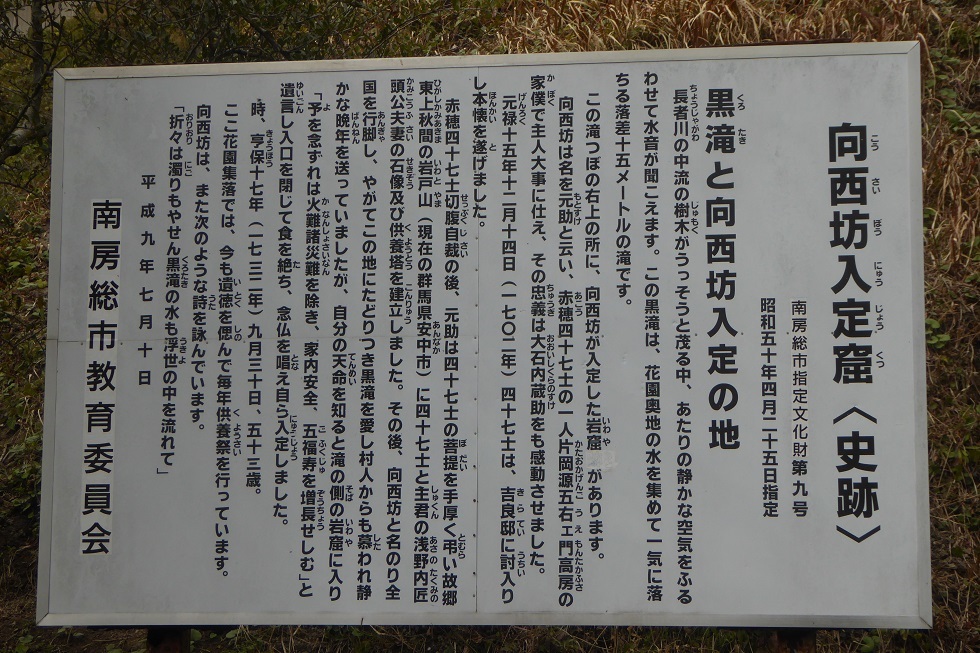 向西坊入定窟〈史跡〉
南房総市指定文化財第九号
昭和五十年四月二十五日指定
黒滝と向西坊入定の地
長者川の中流の樹木がうっそうと茂る中、あたりの静かな空気をふる
わせて水音が聞こえます。この黒滝は、花園奥地の水を集めて一気に落
ちる落差十五メートルの滝です。
この滝つぼの右上の所に、向西坊が入定した岩窟があります。
向西坊は名を元助と云い、赤穂四十七士の一人片岡源五右ェ門高房の
家僕で主人大事に仕え、その忠義は大石内蔵助をも感動させました。
元禄十五年十二月十四日（一七〇二年）四十七士は、吉良邸に討入り
し本懐を遂げました。
赤穂四十七士切腹自裁の後、元助は四十七士の菩提を手厚く弔い故郷
東上秋間の岩戸山（現在の群馬県安中市）に四十七士と主君の浅野内匠
頭公夫妻の石像及び供養塔を建立しました。その後、向西坊と名のり全
国を行脚し、やがてこの地にたどりつき黒滝を愛し村人からも慕われ静
かな晩年を送っていましたが、自分の天命を知ると滝の側の岩窟に入り
「予を念ずれは火難諸災難を除き、家内安全、五福寿を増長せしむ」と
遺言し入口を閉じて食を絶ち、念仏を唱え自ら入定しました。
時、享保十七年（一七三二年）九月三十日、五十三歳。
ここ花園集落では、今も遺徳を偲んで毎年供養祭を行っています。
向西坊は、また次のような詩を詠んでいます。
「折々は濁りもやせん黒滝の水も浮世の中を流れて」
平成九年七月十日
南房総市教育委員会